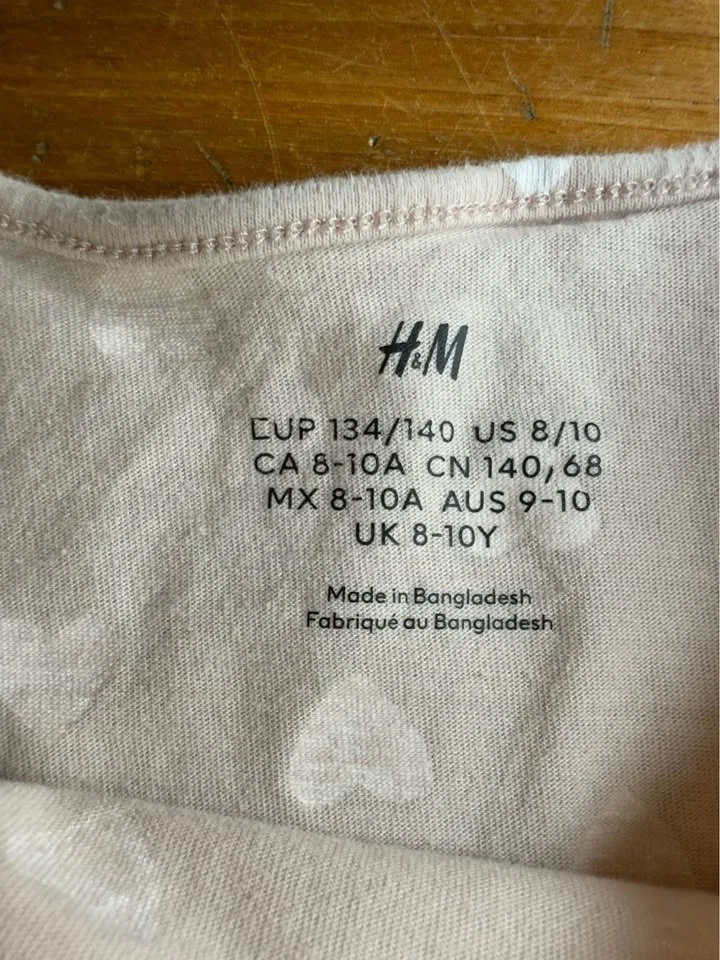 H&M
EUP 134/140 US 8/10
CA 8-10A CN 140/68
MX 8-10A AUS 9-10
UK 8-10Y
Made in Bangladesh
Fabriqué au Bangladesh